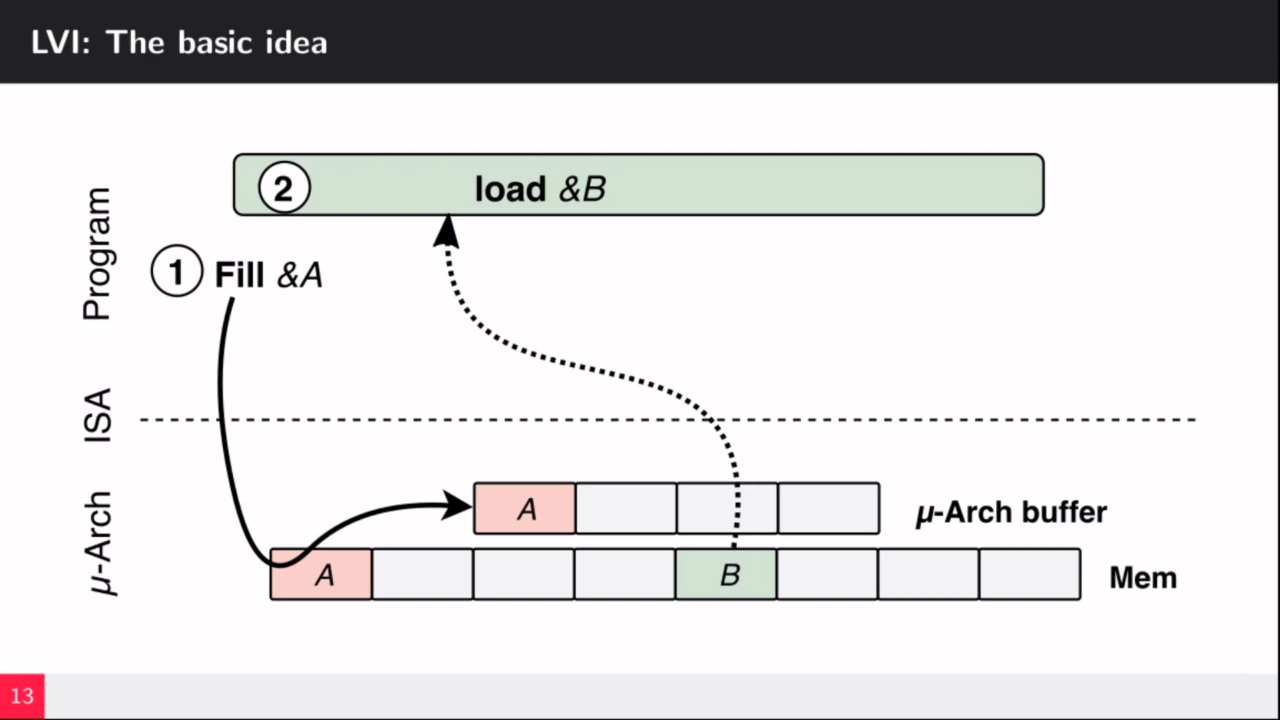 LVI: The basic idea
Program
2 load &B
1 Fill &A
ISA
μ-Arch
A
μ-Arch buffer
A
B
Mem
13